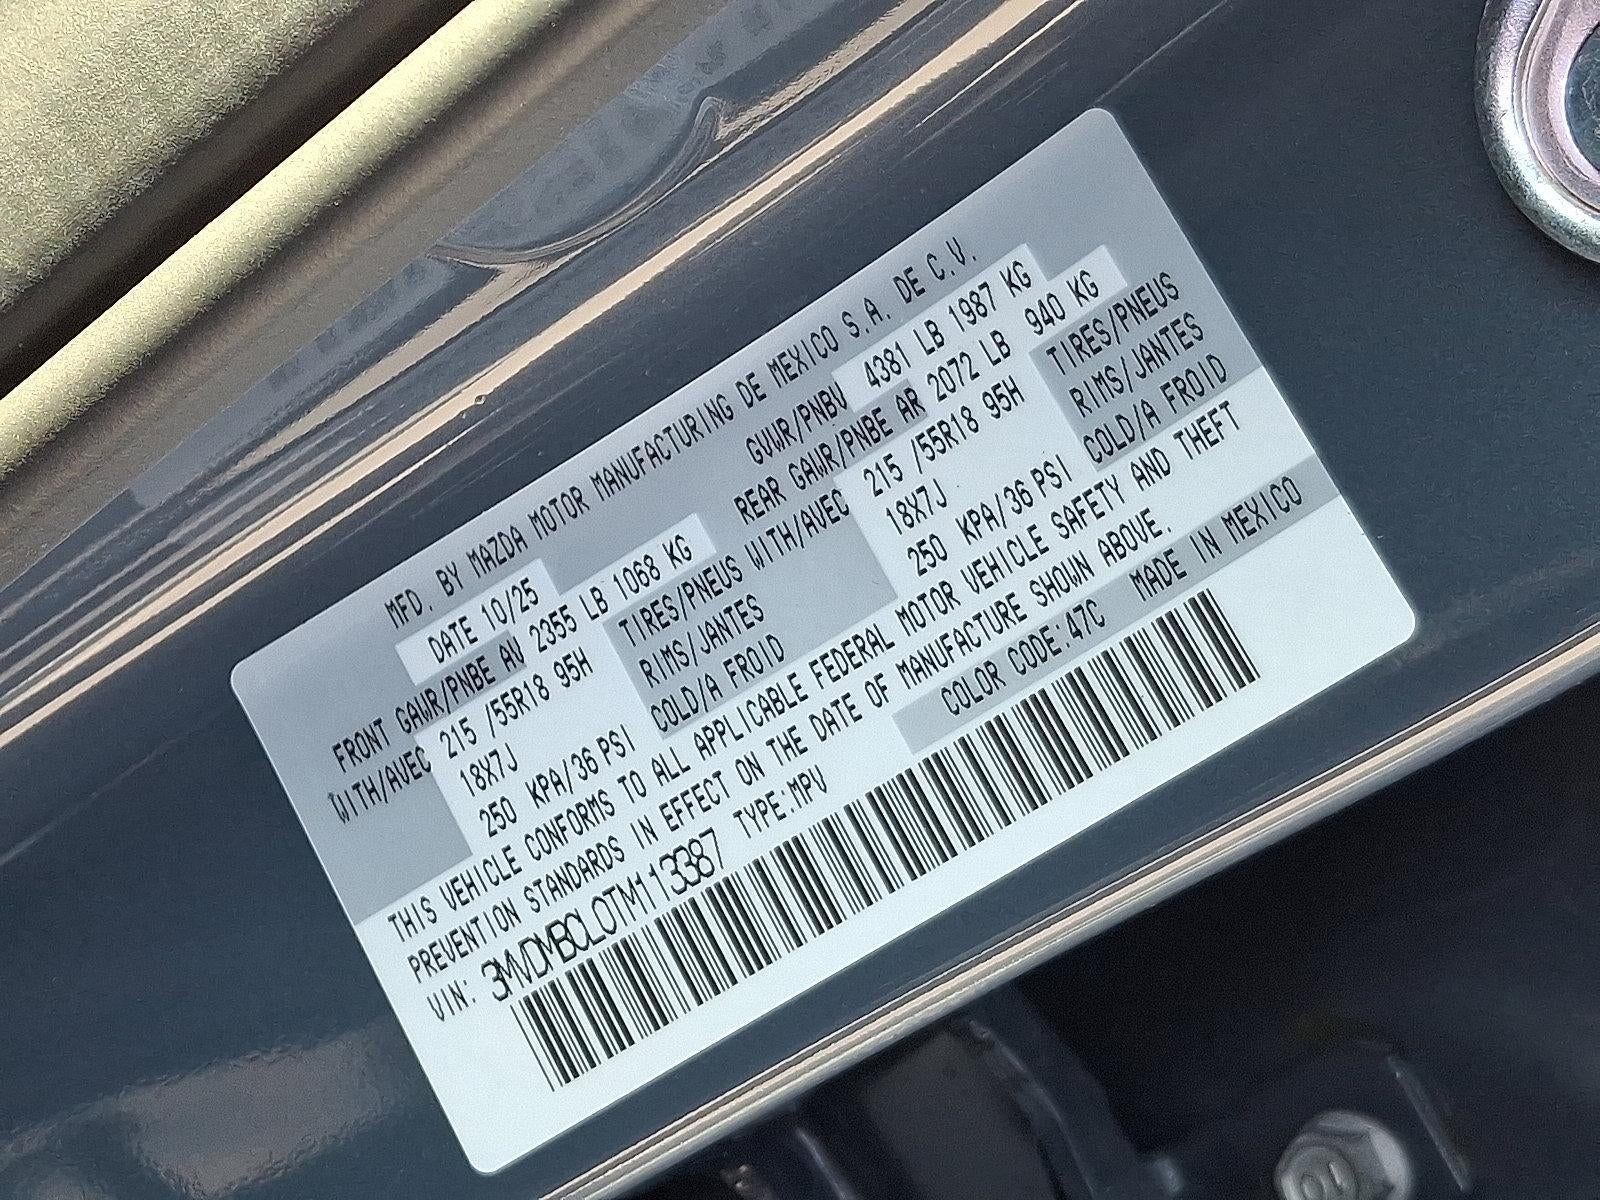 MFD. BY MAZDA MOTOR MANUFACTURING DE MEXICO S.A. DE C.V.
DATE 10/25 GVWR/PNBV 4381 LB 1987 KG
FRONT GAWR/PNBE AV 2355 LB 1068 KG REAR GAWR/PNBE AR 2072 LB 940 KG
WITH/AVEC 215 /55R18 95H TIRES/PNEUS WITH/AVEC 215 /55R18 95H TIRES/PNEUS
18X7J RIMS/JANTES 18X7J RIMS/JANTES
250 KPA/36 PSI COLD/A FROID 250 KPA/36 PSI COLD/A FROID
THIS VEHICLE CONFORMS TO ALL APPLICABLE FEDERAL MOTOR VEHICLE SAFETY AND THEFT
PREVENTION STANDARDS IN EFFECT ON THE DATE OF MANUFACTURE SHOWN ABOVE.
VIN: 3MVDMBCL0TM113387 TYPE:MPV COLOR CODE:47C MADE IN MEXICO